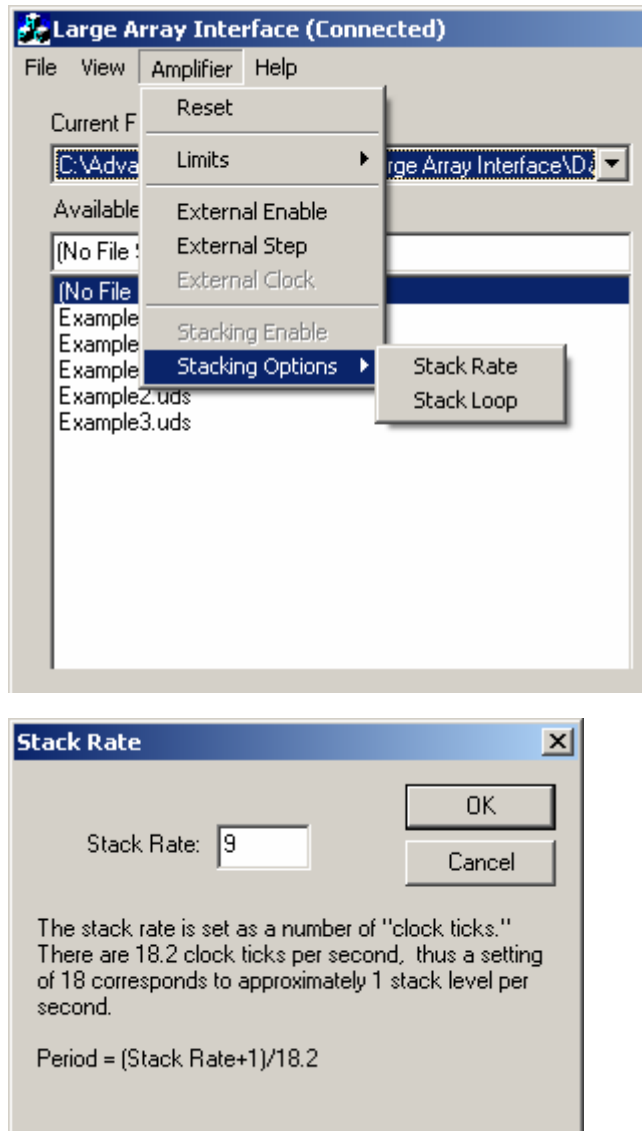 Large Array Interface (Connected)
File View Amplifier Help
Reset
Current F
Limits
C:\Adva rge Array Interface\Da
Available
External Enable
(No File S
External Step
(No File
External Clock
Example
Stacking Enable
Example
Example
Stacking Options Stack Rate
Example2.uds
Stack Loop
Example3.uds
Stack Rate
OK
Stack Rate: 9
Cancel
The stack rate is set as a number of "clock ticks."
There are 18.2 clock ticks per second, thus a setting
of 18 corresponds to approximately 1 stack level per
second.
Period = (Stack Rate+1)/18.2